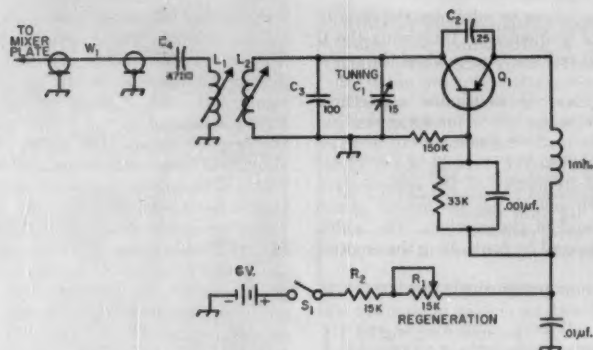 TO
MIXER
PLATE
W₁
C₄
L₁
L₂
C₃
100
TUNING
C₁
15
C₂
25
Q₁
150K
33K
.001μf.
1mh.
6V.
- +
S₁
R₂
15K
R₁
15K
REGENERATION
.01μf.